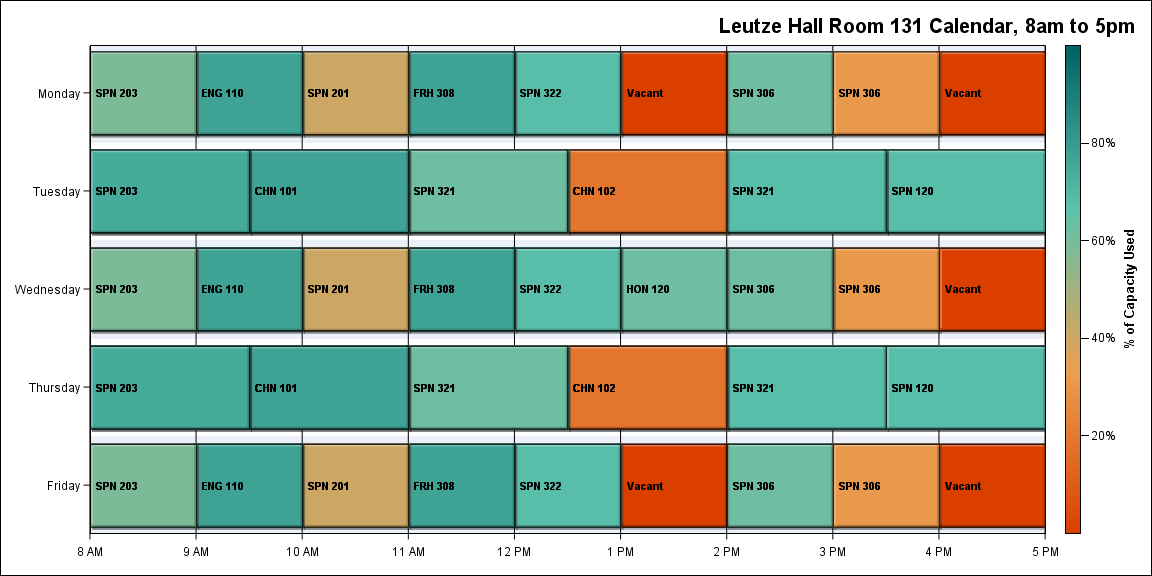 Leutze Hall Room 131 Calendar, 8am to 5pm
Monday
SPN 203
ENG 110
SPN 201
FRH 308
SPN 322
Vacant
SPN 306
SPN 306
Vacant
Tuesday
SPN 203
CHN 101
SPN 321
CHN 102
SPN 321
SPN 120
Wednesday
SPN 203
ENG 110
SPN 201
FRH 308
SPN 322
HON 120
SPN 306
SPN 306
Vacant
Thursday
SPN 203
CHN 101
SPN 321
CHN 102
SPN 321
SPN 120
Friday
SPN 203
ENG 110
SPN 201
FRH 308
SPN 322
Vacant
SPN 306
SPN 306
Vacant
8 AM
9 AM
10 AM
11 AM
12 PM
1 PM
2 PM
3 PM
4 PM
5 PM
80%
60%
40%
20%
% of Capacity Used